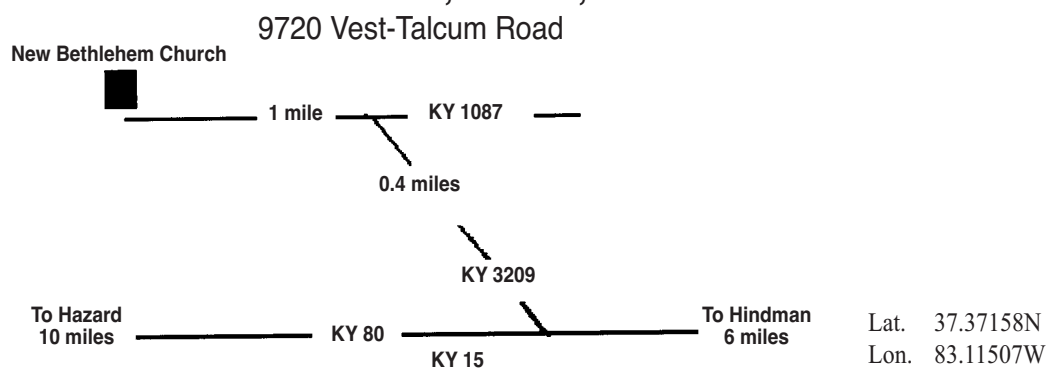 9720 Vest-Talcum Road
New Bethlehem Church
1 mile
KY 1087
0.4 miles
KY 3209
To Hazard
10 miles
KY 80
KY 15
To Hindman
6 miles
Lat. 37.37158N
Lon. 83.11507W